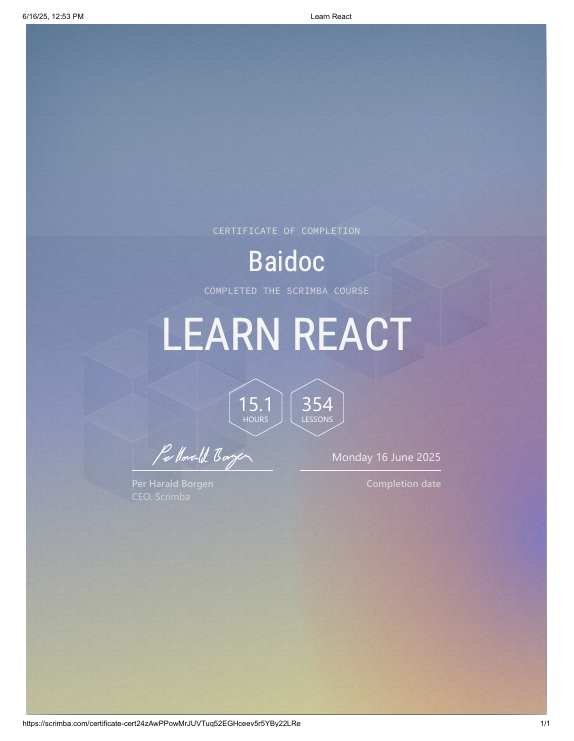 6/16/25, 12:53 PM Learn React
CERTIFICATE OF COMPLETION
Baidoc
COMPLETED THE SCRIMBA COURSE
LEARN REACT
15.1 354
HOURS LESSONS
Per Harald Borgen
Monday 16 June 2025
Per Harald Borgen Completion date
CEO, Scrimba
https://scrimba.com/certificate-cert24zAwPPowMrJUVTuq52EGHceev5r5YBy22LRe 1/1